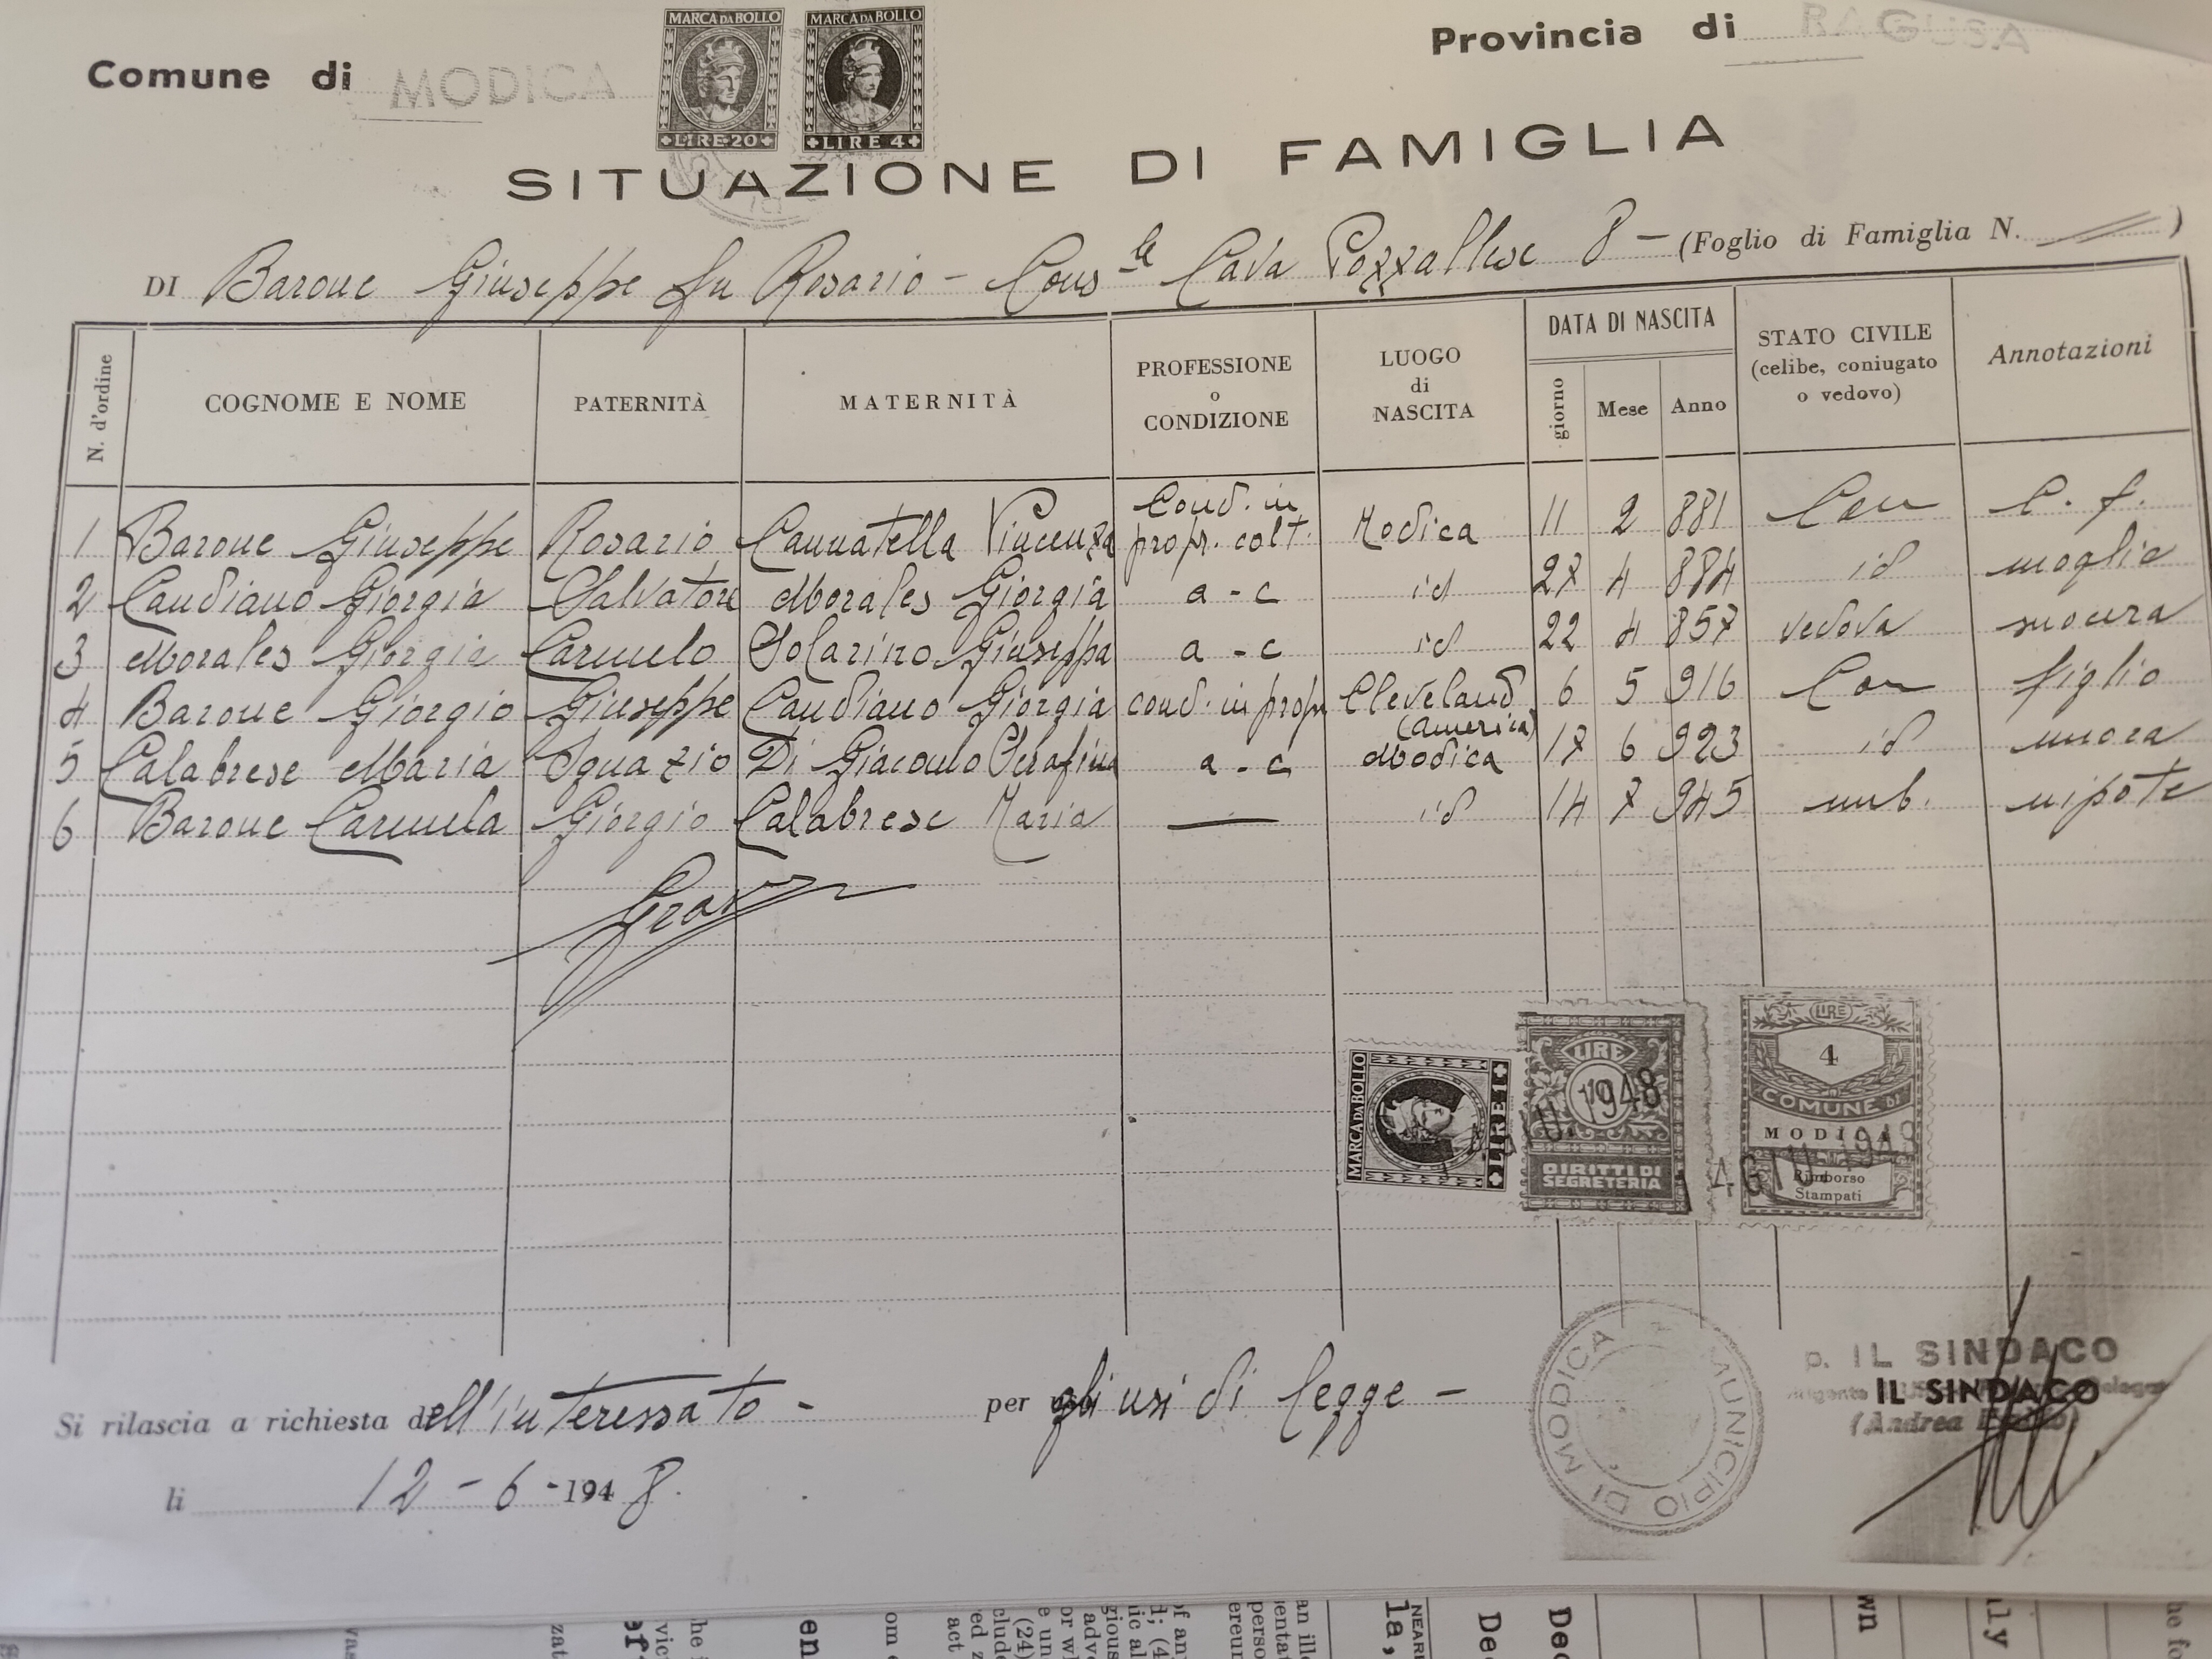 MARCA DA BOLLO MARCA DA BOLLO
LIRE 20 LIRE 4
Comune di MODICA Provincia di RAGUSA
SITUAZIONE DI FAMIGLIA
DI Barone Giuseppe fu Rosario - Cons le Cava Pozzallese 8 - (Foglio di Famiglia N. )
N. d'ordine COGNOME E NOME PATERNITÀ MATERNITÀ PROFESSIONE o CONDIZIONE LUOGO di NASCITA DATA DI NASCITA giorno Mese Anno STATO CIVILE (celibe, coniugato o vedovo) Annotazioni
1 Barone Giuseppe Rosario Cannatella Vincenza Cond. in propr. colt. Modica 11 2 881 Con C. f.
2 Candiano Giorgia Salvatore Morales Giorgia a - c id 27 4 884 id moglie
3 Morales Giorgia Carmelo Solarino Giuseppa a - c id 22 4 857 vedova suocera
4 Barone Giorgio Giuseppe Candiano Giorgia cond. in propr Cleveland (America) 6 5 916 Con figlio
5 Calabrese Maria Ignazio Di Giacomo Serafina a - c Modica 17 6 923 id nuora
6 Barone Carmela Giorgio Calabrese Maria — id 14 7 945 nub. nipote
MARCA DA BOLLO LIRE 1
LIRE
1948
DIRITTI DI SEGRETERIA
LIRE
4
COMUNE DI
MODICA
4 GIU. 1948
Rimborso
Stampati
Si rilascia a richiesta dell'interessato - per gli usi di legge -
li 12 - 6 - 1948.
MUNICIPIO DI MODICA
p. IL SINDACO
IL SINDACO
(Andrea